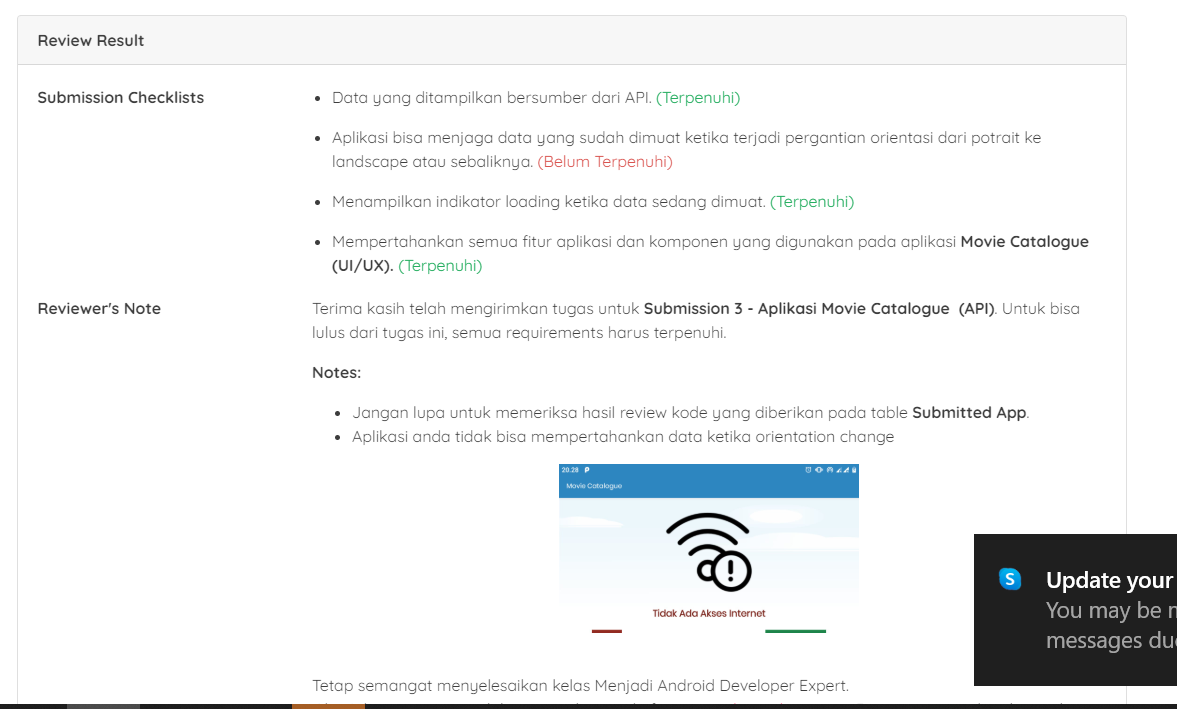 Review Result
Submission Checklists
Data yang ditampilkan bersumber dari API. (Terpenuhi)
Aplikasi bisa menjaga data yang sudah dimuat ketika terjadi pergantian orientasi dari potrait ke
landscape atau sebaliknya. (Belum Terpenuhi)
Menampilkan indikator loading ketika data sedang dimuat. (Terpenuhi)
Mempertahankan semua fitur aplikasi dan komponen yang digunakan pada aplikasi Movie Catalogue
(UI/UX). (Terpenuhi)
Reviewer's Note
Terima kasih telah mengirimkan tugas untuk Submission 3 - Aplikasi Movie Catalogue (API). Untuk bisa
lulus dari tugas ini, semua requirements harus terpenuhi.
Notes:
Jangan lupa untuk memeriksa hasil review kode yang diberikan pada table Submitted App.
Aplikasi anda tidak bisa mempertahankan data ketika orientation change
20.28
Movie Catalogue
Tidak Ada Akses Internet
Update your
You may be
messages
Tetap semangat menyelesaikan kelas Menjadi Android Developer Expert.